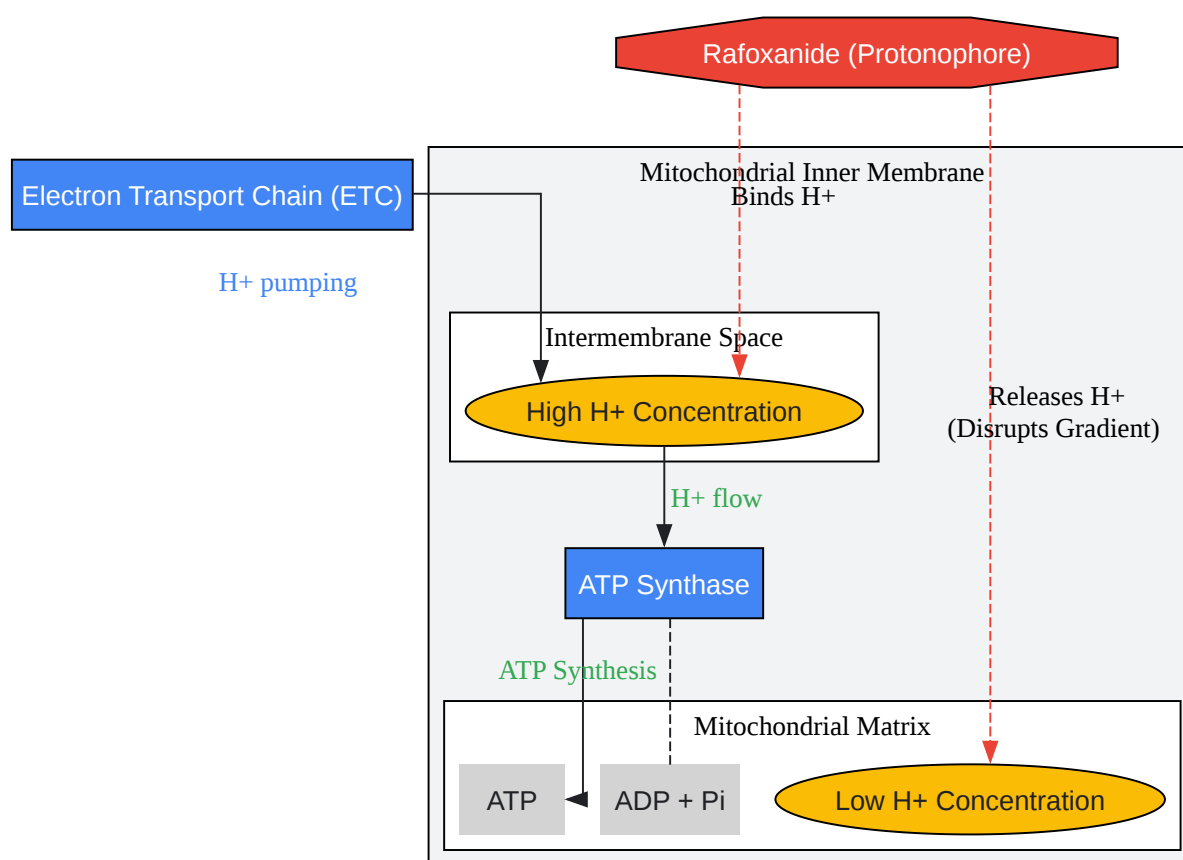 Rafoxanide (Protonophore)
Mitochondrial Inner Membrane
Electron Transport Chain (ETC)
Binds H+
H+ pumping
Intermembrane Space
High H+ Concentration
Releases H+
(Disrupts Gradient)
H+ flow
ATP Synthase
ATP Synthesis
Mitochondrial Matrix
ATP
ADP + Pi
Low H+ Concentration